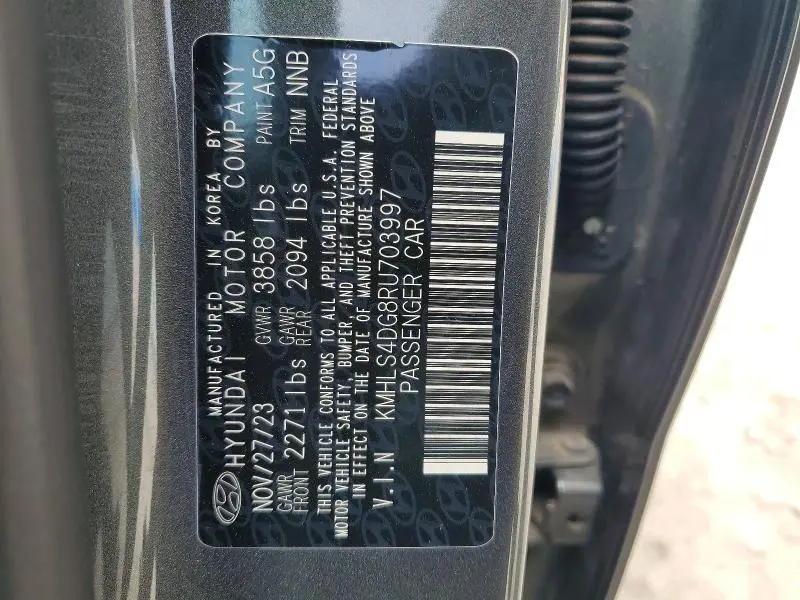 MANUFACTURED IN KOREA BY
HYUNDAI MOTOR COMPANY
NOV/27/23 GVWR 3858 lbs PAINT A5G
GAWR FRONT 2271 lbs GAWR REAR 2094 lbs TRIM NNB
THIS VEHICLE CONFORMS TO ALL APPLICABLE U.S.A. FEDERAL
MOTOR VEHICLE SAFETY, BUMPER, AND THEFT PREVENTION STANDARDS
IN EFFECT ON THE DATE OF MANUFACTURE SHOWN ABOVE
V.I.N KMHLS4DG8RU703997
PASSENGER CAR